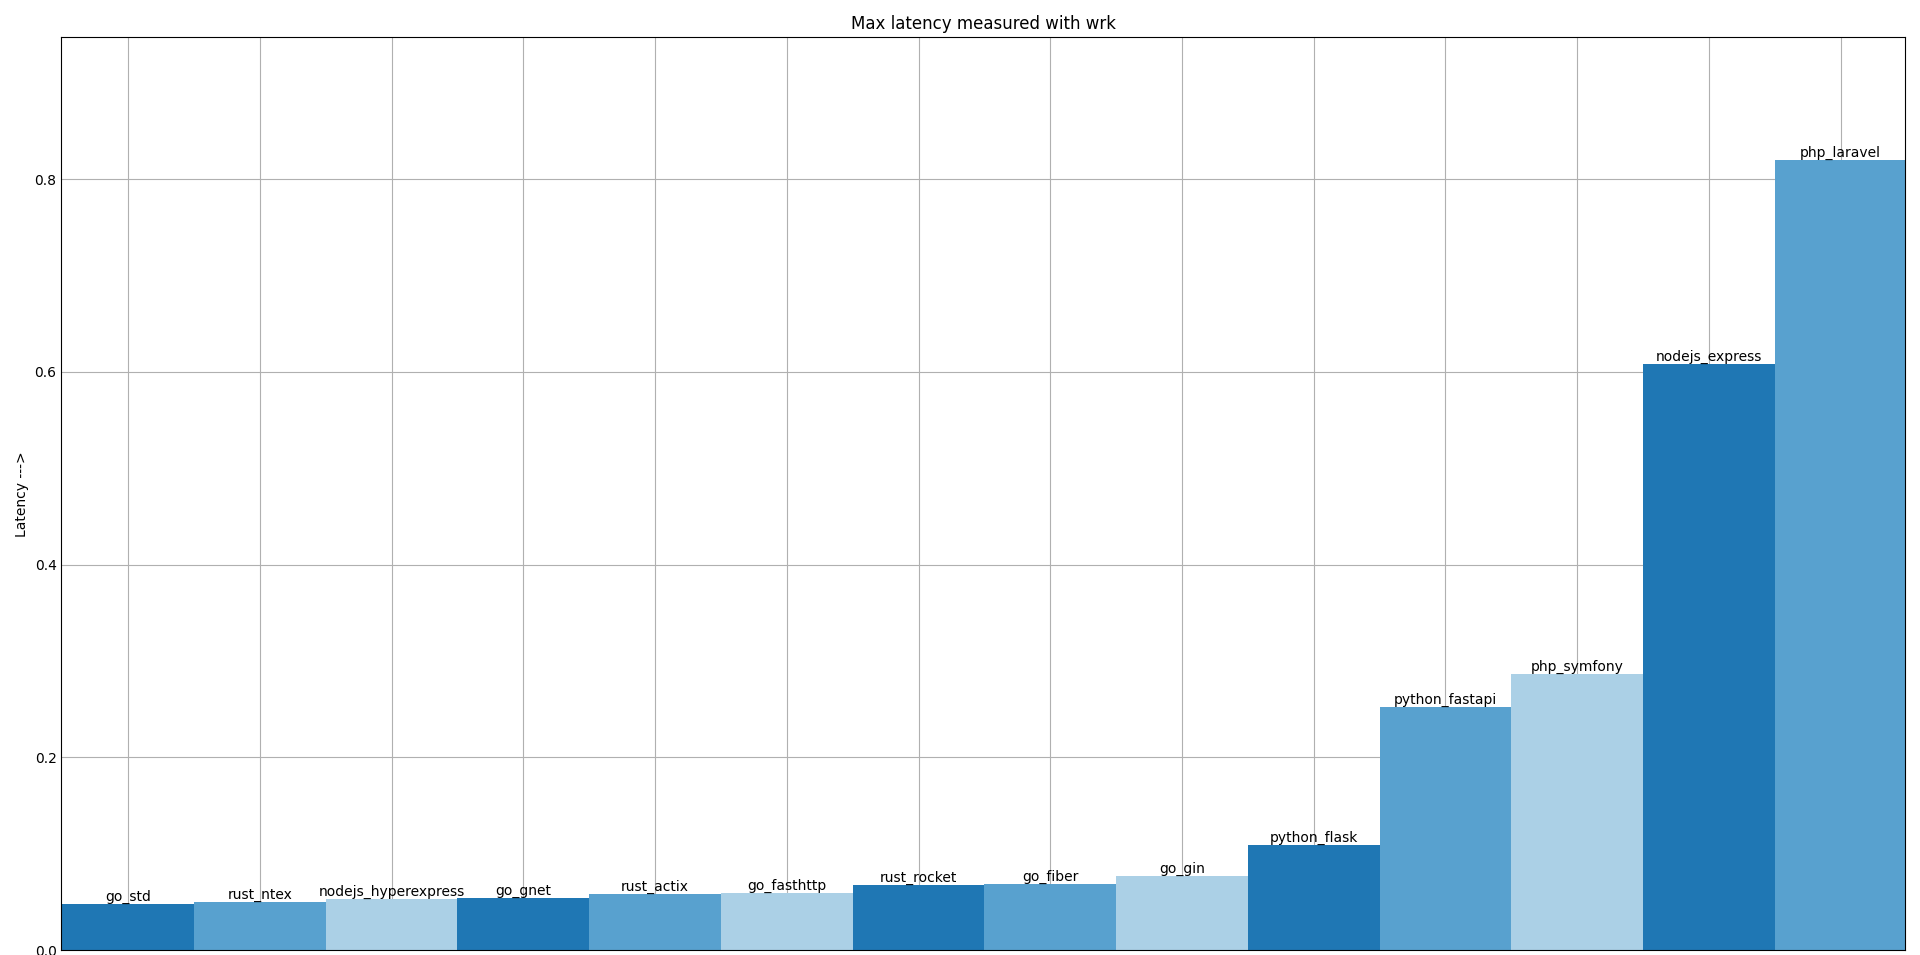 Max latency measured with wrk
php_laravel
0.8
nodejs_express
0.6
Latency --->
0.4
php_symfony
python_fastapi
0.2
python_flask
go_gin
go_fiber
rust_rocket
go_fasthttp
rust_actix
go_gnet
nodejs_hyperexpress
rust_ntex
go_std
0.0